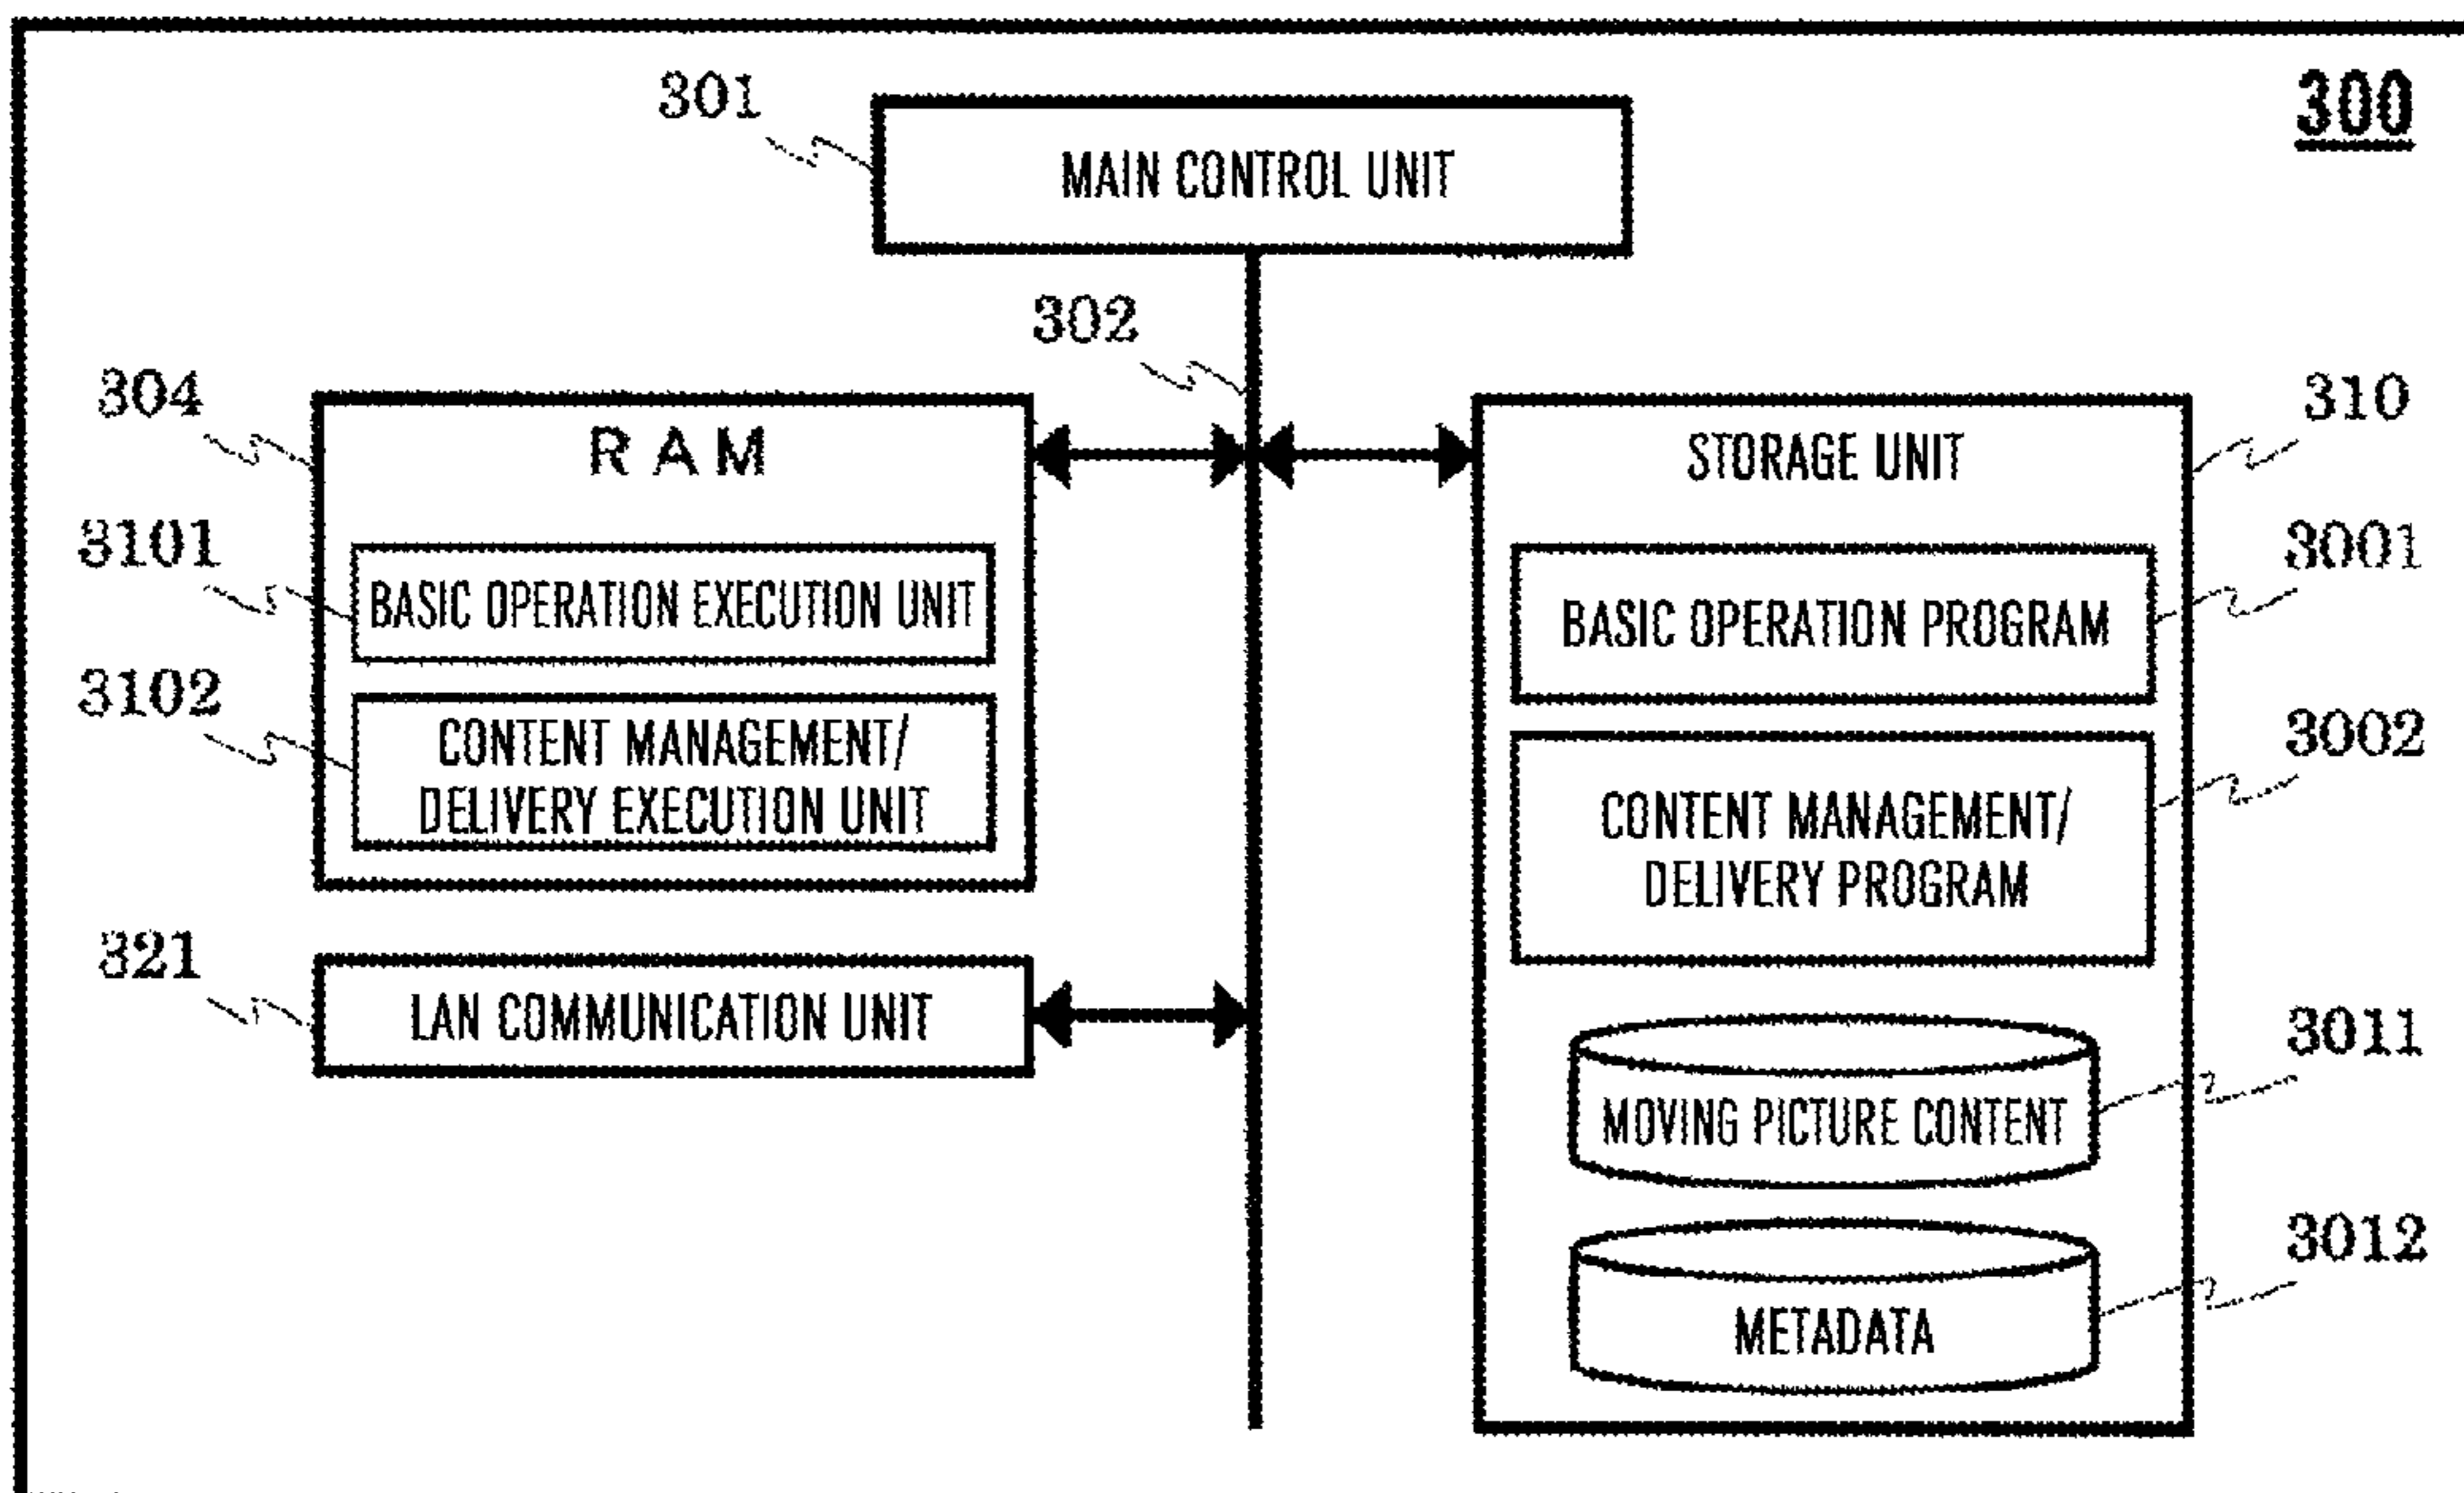 300
301
MAIN CONTROL UNIT
302
304
RAM
3101
BASIC OPERATION EXECUTION UNIT
3102
CONTENT MANAGEMENT/
DELIVERY EXECUTION UNIT
321
LAN COMMUNICATION UNIT
310
STORAGE UNIT
3001
BASIC OPERATION PROGRAM
3002
CONTENT MANAGEMENT/
DELIVERY PROGRAM
3011
MOVING PICTURE CONTENT
3012
METADATA